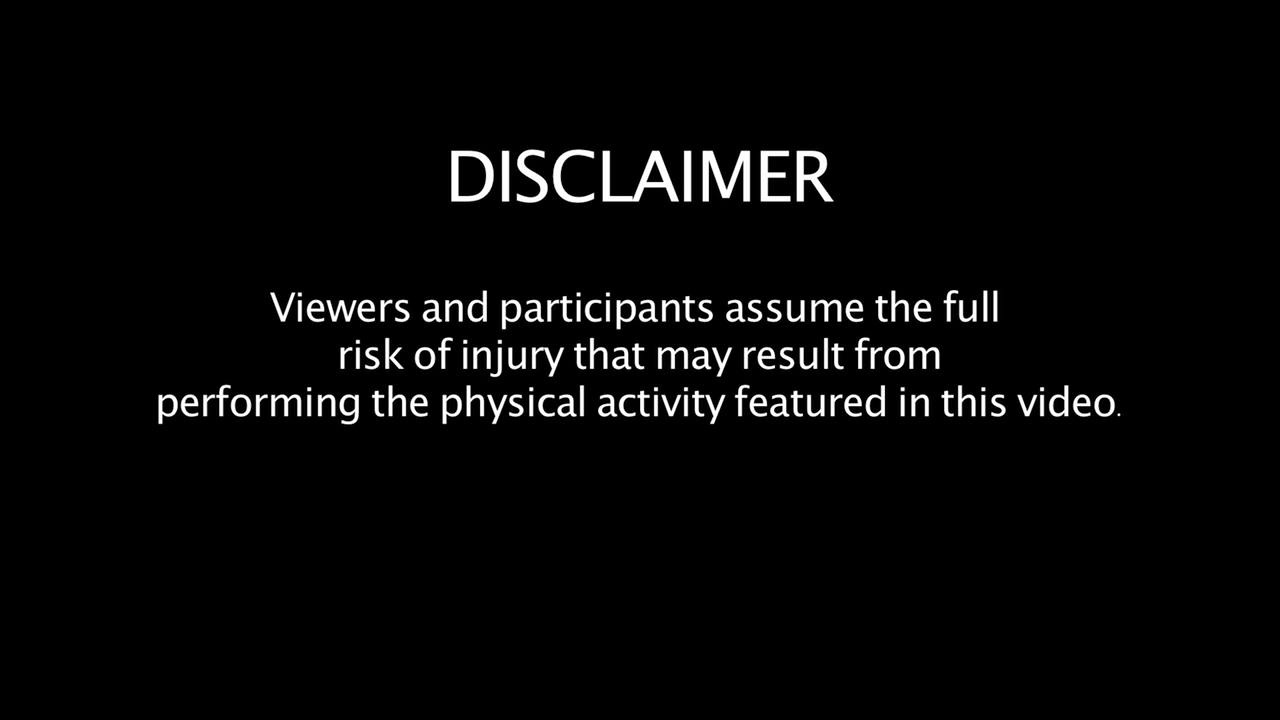 DISCLAIMER
Viewers and participants assume the full
risk of injury that may result from
performing the physical activity featured in this video.